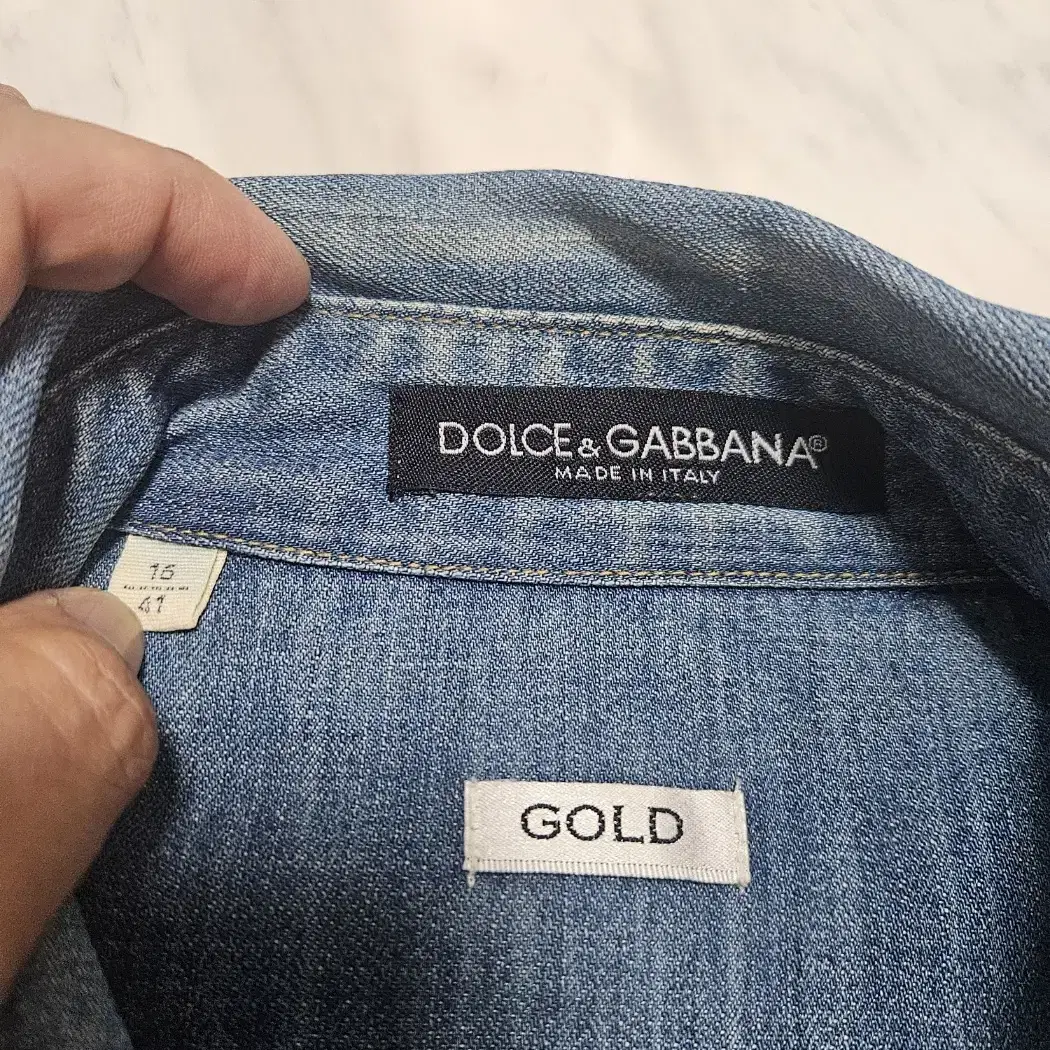 DOLCE & GABBANA®
MADE IN ITALY
16
41
GOLD